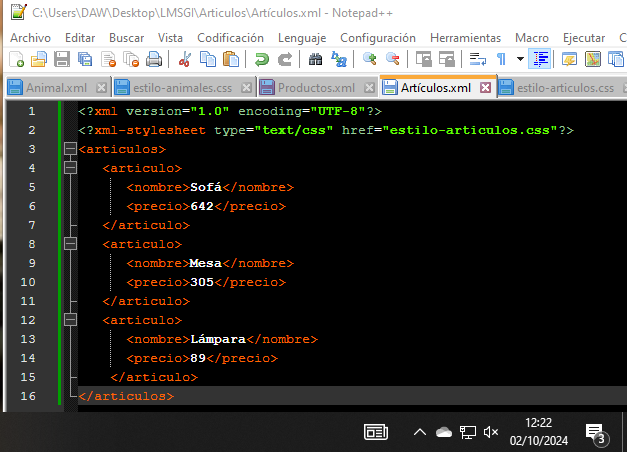 C:\Users\DAW\Desktop\LMSGI\Articulos\Artículos.xml - Notepad++
Archivo Editar Buscar Vista Codificación Lenguaje Configuración Herramientas Macro Ejecutar
Animal.xml estilo-animales.css Productos.xml Artículos.xml estilo-articulos.css
1 <?xml version="1.0" encoding="UTF-8"?>
2 <?xml-stylesheet type="text/css" href="estilo-articulos.css"?>
3 <articulos>
4 <articulo>
5 <nombre>Sofá</nombre>
6 <precio>642</precio>
7 </articulo>
8 <articulo>
9 <nombre>Mesa</nombre>
10 <precio>305</precio>
11 </articulo>
12 <articulo>
13 <nombre>Lámpara</nombre>
14 <precio>89</precio>
15 </articulo>
16 </articulos>
12:22
02/10/2024
3